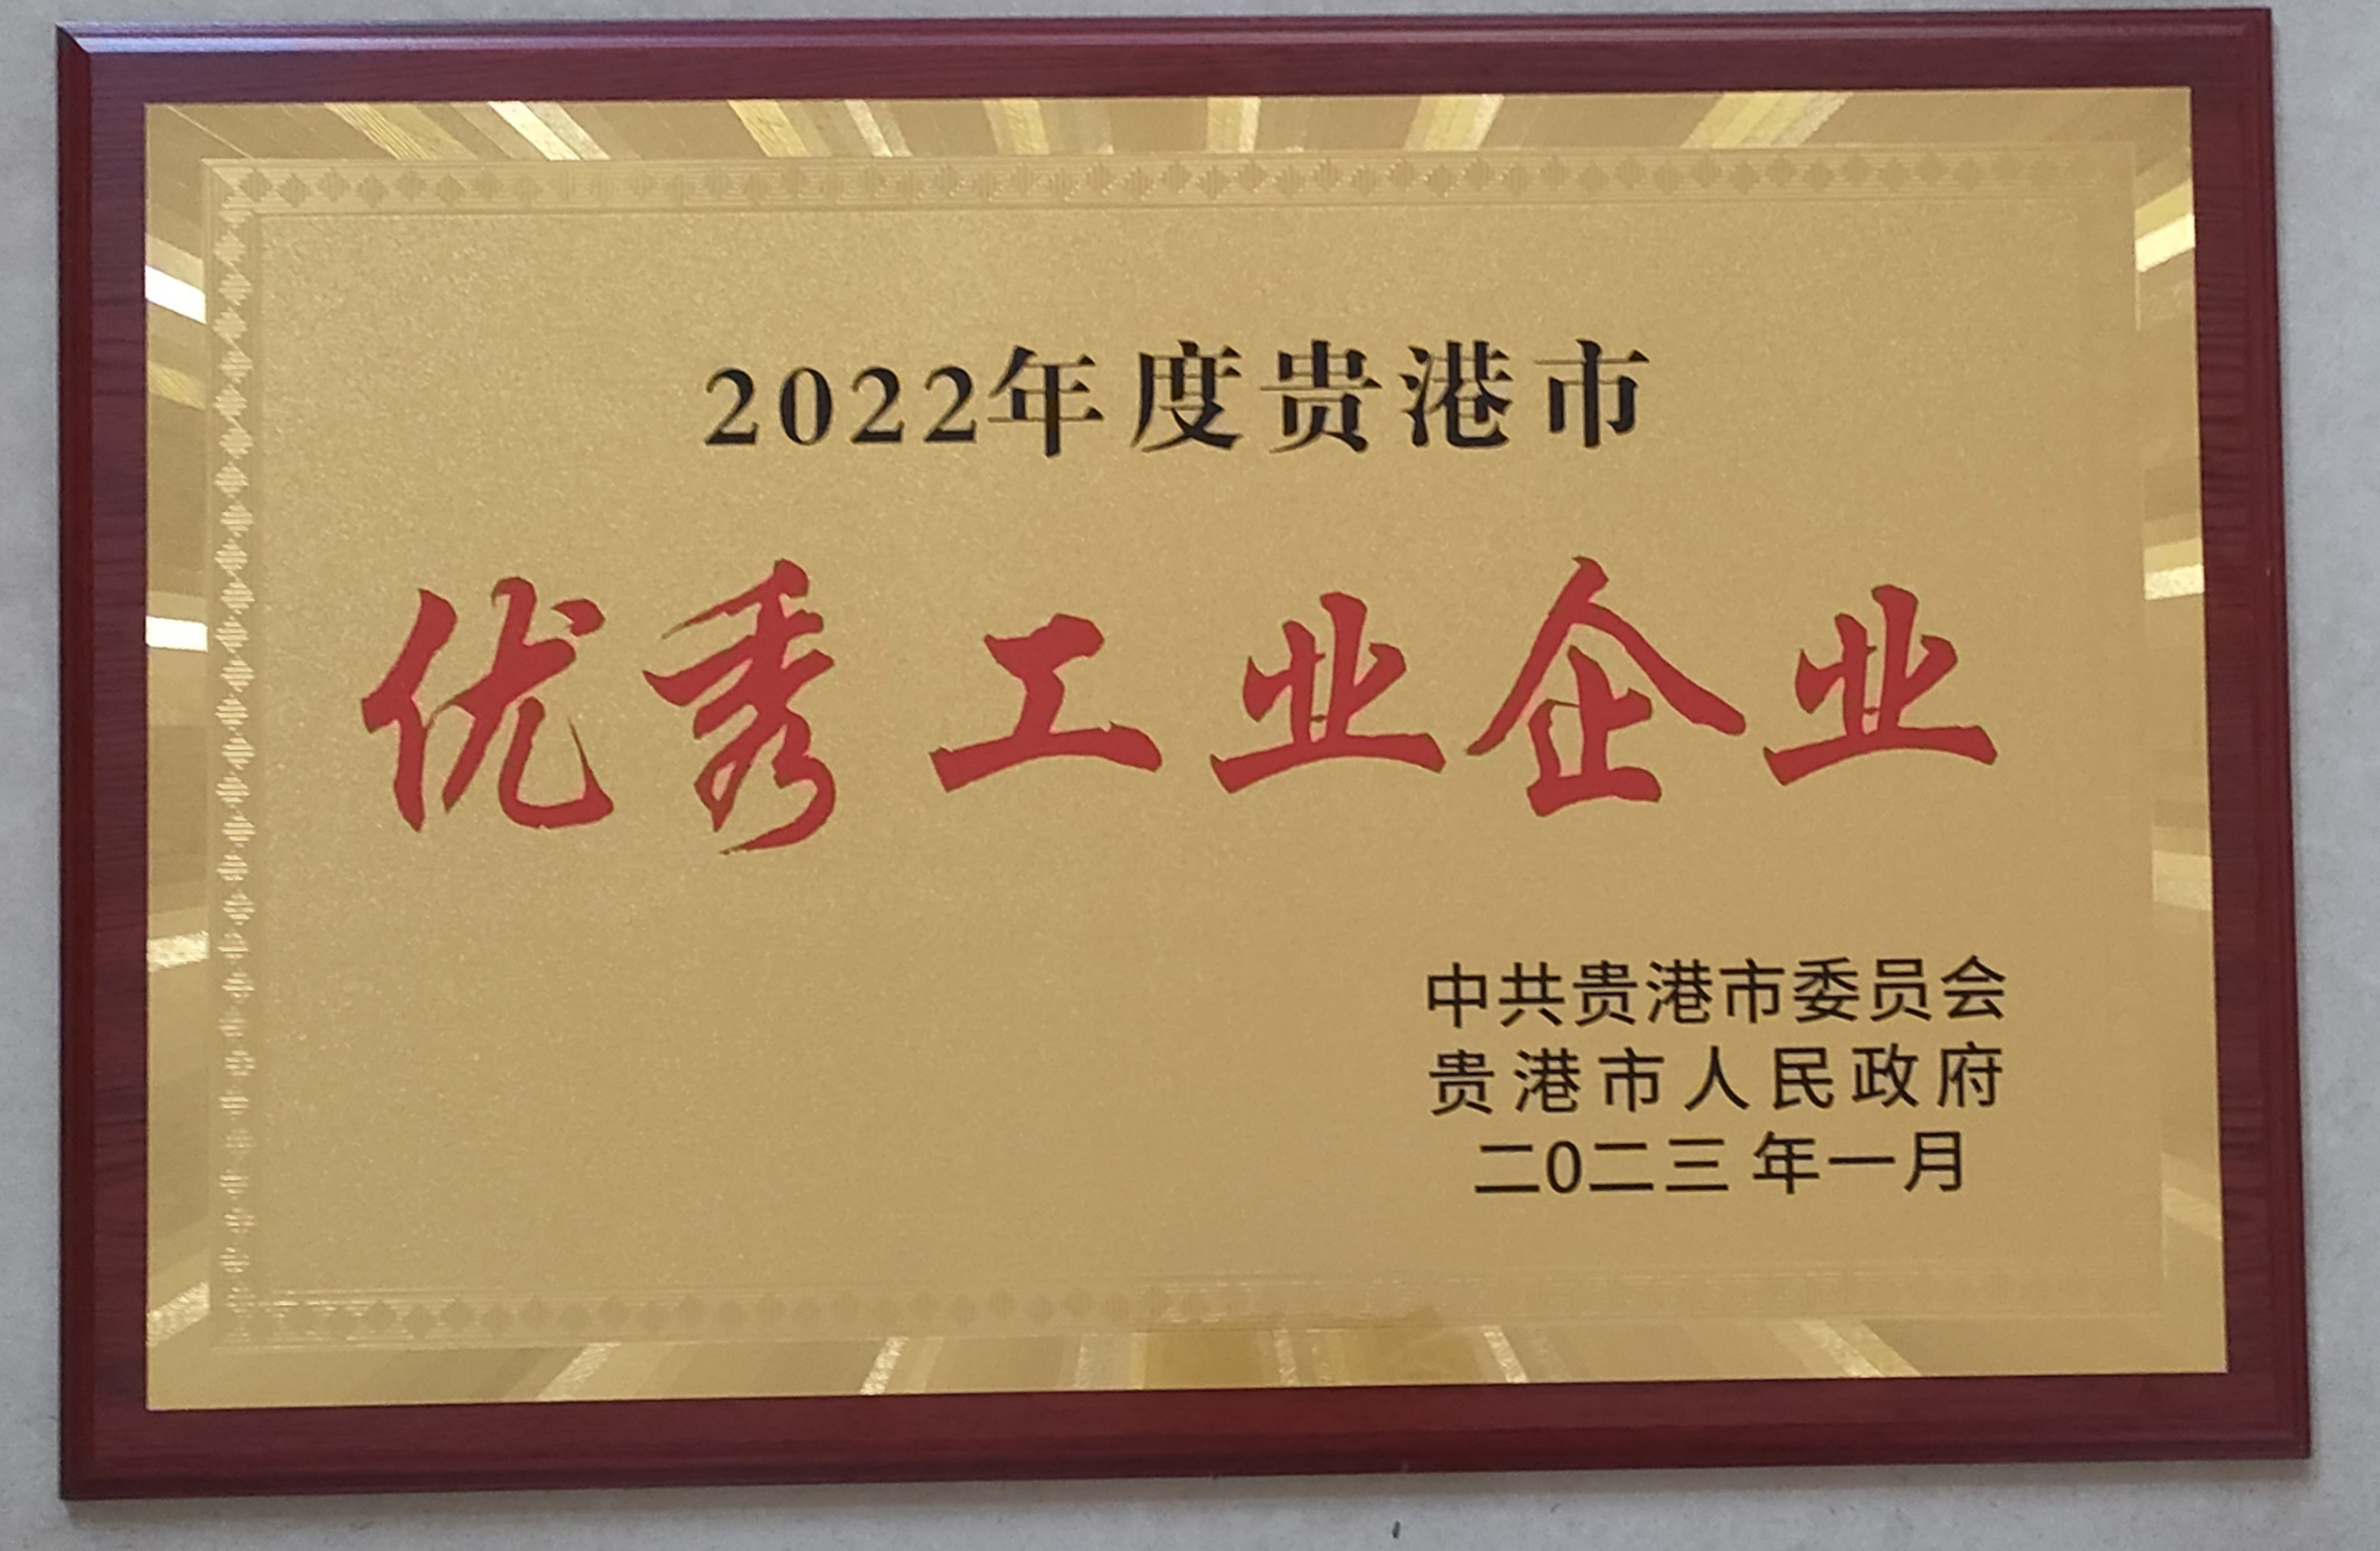 2022年度贵港市
优秀工业企业
中共贵港市委员会
贵港市人民政府
二0二三年一月